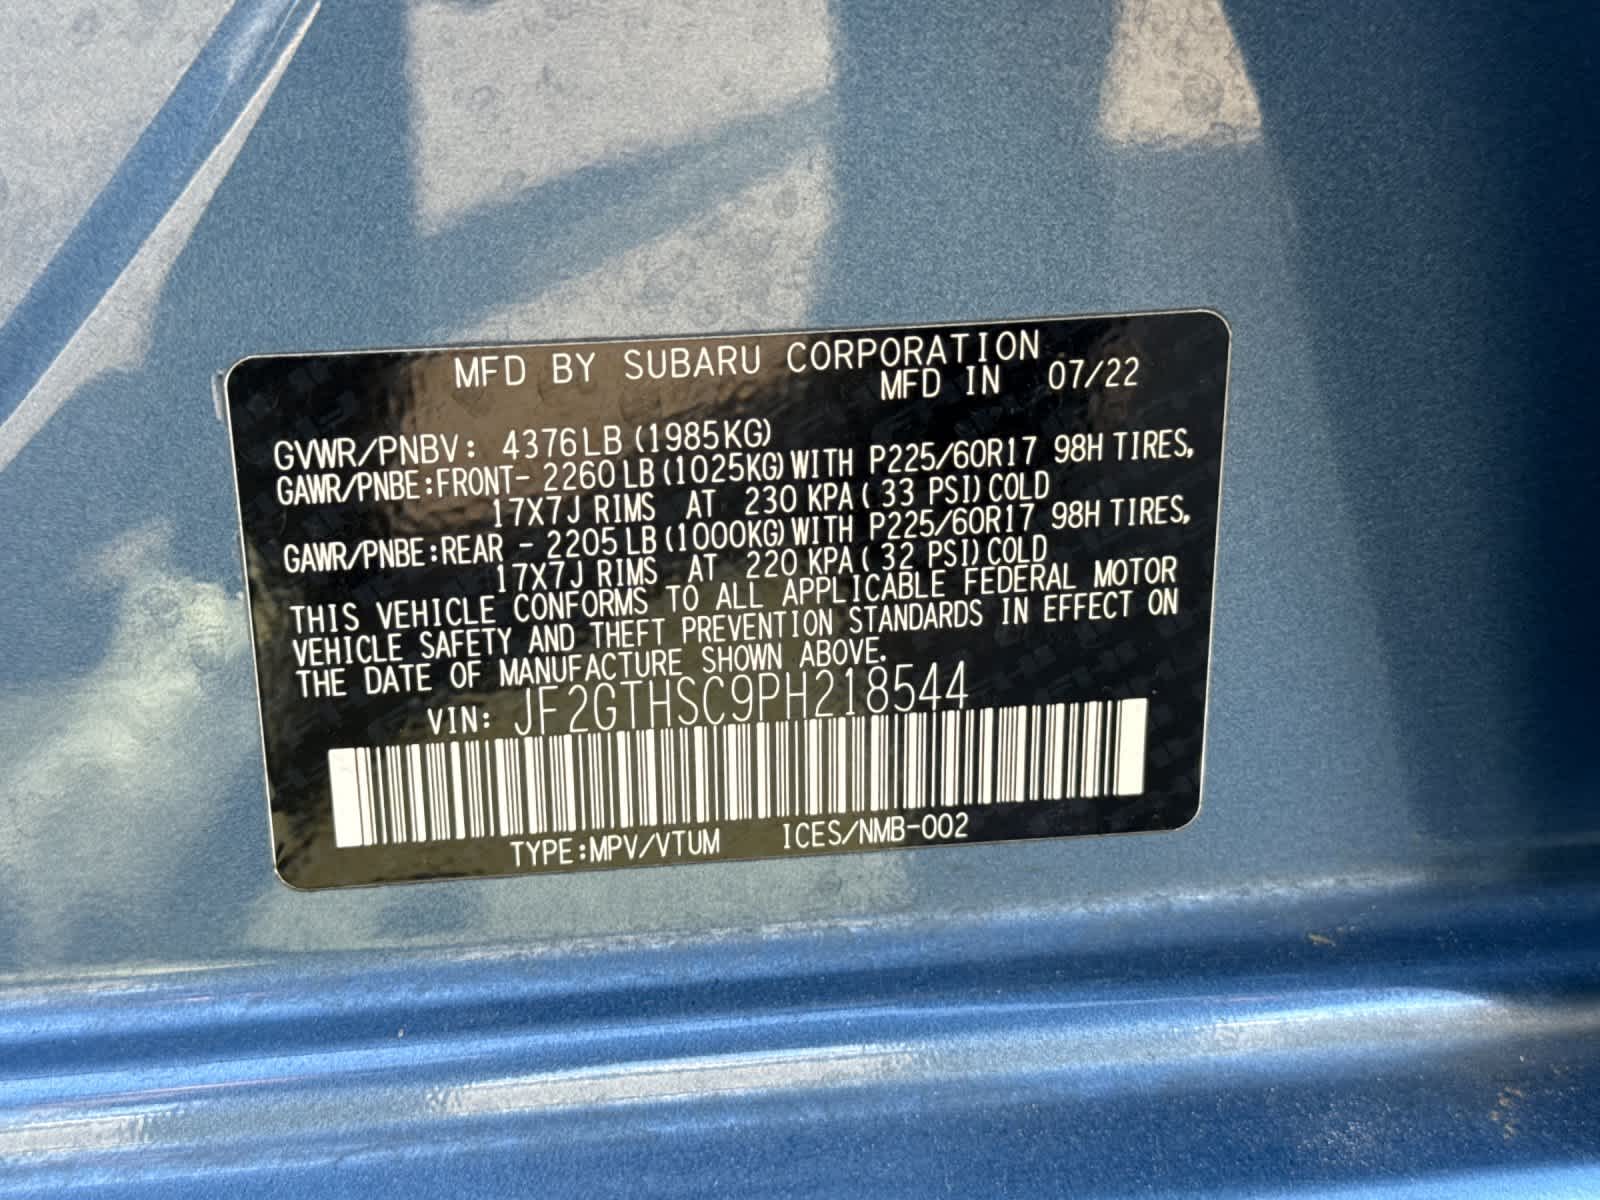 MFD BY SUBARU CORPORATION
MFD IN 07/22
GVWR/PNBV: 4376LB (1985KG)
GAWR/PNBE:FRONT- 2260LB(1025KG)WITH P225/60R17 98H TIRES,
17X7J RIMS AT 230 KPA( 33 PSI)COLD
GAWR/PNBE:REAR - 2205LB(1000KG)WITH P225/60R17 98H TIRES,
17X7J RIMS AT 220 KPA( 32 PSI)COLD
THIS VEHICLE CONFORMS TO ALL APPLICABLE FEDERAL MOTOR
VEHICLE SAFETY AND THEFT PREVENTION STANDARDS IN EFFECT ON
THE DATE OF MANUFACTURE SHOWN ABOVE.
VIN: JF2GTHSC9PH218544
TYPE:MPV/VTUM ICES/NMB-002